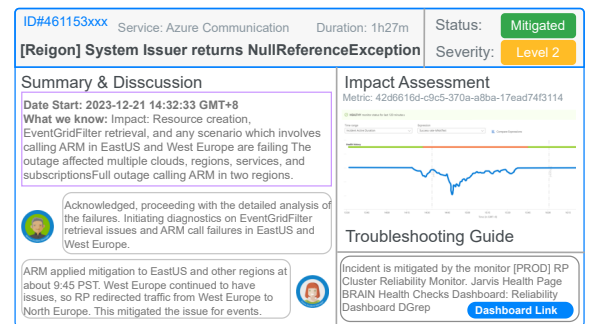 ID#461153xxx Service: Azure Communication Duration: 1h27m
[Reigon] System Issuer returns NullReferenceException
Status: Mitigated
Severity: Level 2
Summary & Disscussion
Date Start: 2023-12-21 14:32:33 GMT+8
What we know: Impact: Resource creation,
EventGridFilter retrieval, and any scenario which involves
calling ARM in EastUS and West Europe are failing The
outage affected multiple clouds, regions, services, and
subscriptionsFull outage calling ARM in two regions.
Acknowledged, proceeding with the detailed analysis of
the failures. Initiating diagnostics on EventGridFilter
retrieval issues and ARM call failures in EastUS and
West Europe.
ARM applied mitigation to EastUS and other regions at
about 9:45 PST. West Europe continued to have
issues, so RP redirected traffic from West Europe to
North Europe. This mitigated the issue for events.
Impact Assessment
Metric: 42d6616d-c9c5-370a-a8ba-17ead74f3114
Troubleshooting Guide
Incident is mitigated by the monitor [PROD] RP
Cluster Reliability Monitor. Jarvis Health Page
BRAIN Health Checks Dashboard: Reliability
Dashboard DGrep Dashboard Link